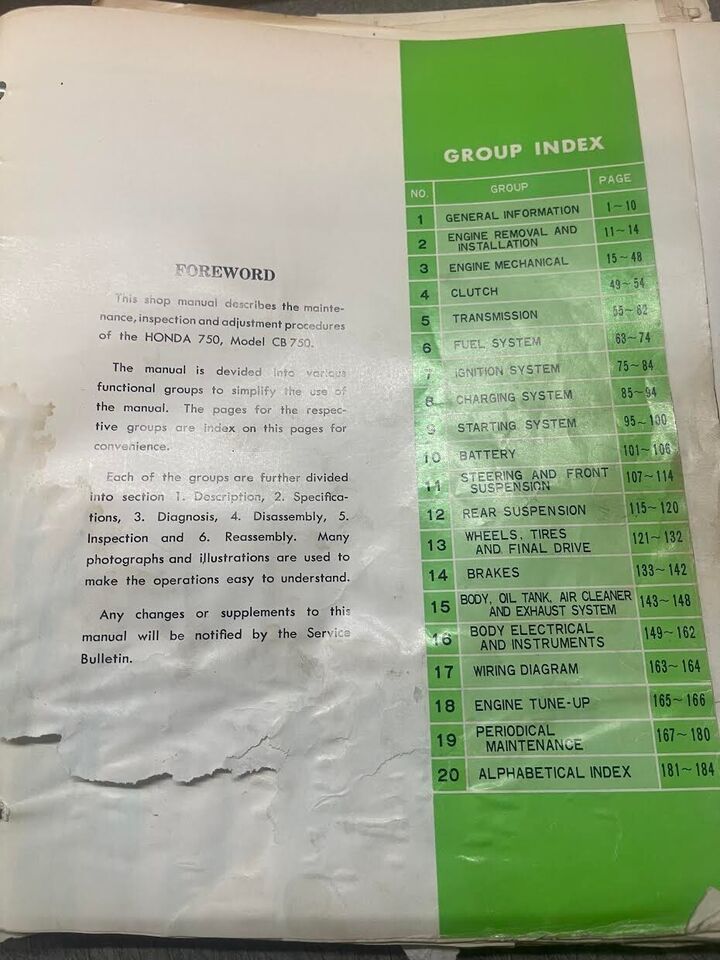 FOREWORD
This shop manual describes the mainte-
nance, inspection and adjustment procedures
of the HONDA 750, Model CB 750.
The manual is devided into various
functional groups to simplify the use of
the manual. The pages for the respec-
tive groups are index on this pages for
convenience.
Each of the groups are further divided
into section 1. Description, 2. Specifica-
tions, 3. Diagnosis, 4. Disassembly, 5.
Inspection and 6. Reassembly. Many
photographs and illustrations are used to
make the operations easy to understand.
Any changes or supplements to this
manual will be notified by the Service
Bulletin.
GROUP INDEX
NO. GROUP PAGE
1 GENERAL INFORMATION 1~10
2 ENGINE REMOVAL AND
INSTALLATION 11~14
3 ENGINE MECHANICAL 15~48
4 CLUTCH 49~54
5 TRANSMISSION 55~62
6 FUEL SYSTEM 63~74
7 IGNITION SYSTEM 75~84
8 CHARGING SYSTEM 85~94
9 STARTING SYSTEM 95~100
10 BATTERY 101~106
11 STEERING AND FRONT
SUSPENSION 107~114
12 REAR SUSPENSION 115~120
13 WHEELS, TIRES
AND FINAL DRIVE 121~132
14 BRAKES 133~142
15 BODY, OIL TANK, AIR CLEANER
AND EXHAUST SYSTEM 143~148
16 BODY ELECTRICAL
AND INSTRUMENTS 149~162
17 WIRING DIAGRAM 163~164
18 ENGINE TUNE-UP 165~166
19 PERIODICAL
MAINTENANCE 167~180
20 ALPHABETICAL INDEX 181~184